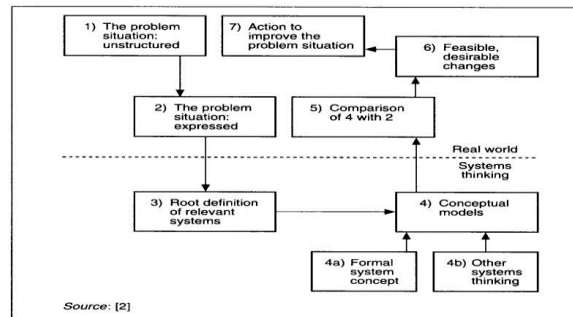 1) The problem
situation:
unstructured
7) Action to
improve the
problem situation
6) Feasible,
desirable
changes
2) The problem
situation:
expressed
5) Comparison
of 4 with 2
Real world
Systems
thinking
3) Root definition
of relevant
systems
4) Conceptual
models
4a) Formal
system
concept
4b) Other
systems
thinking
Source: [2]